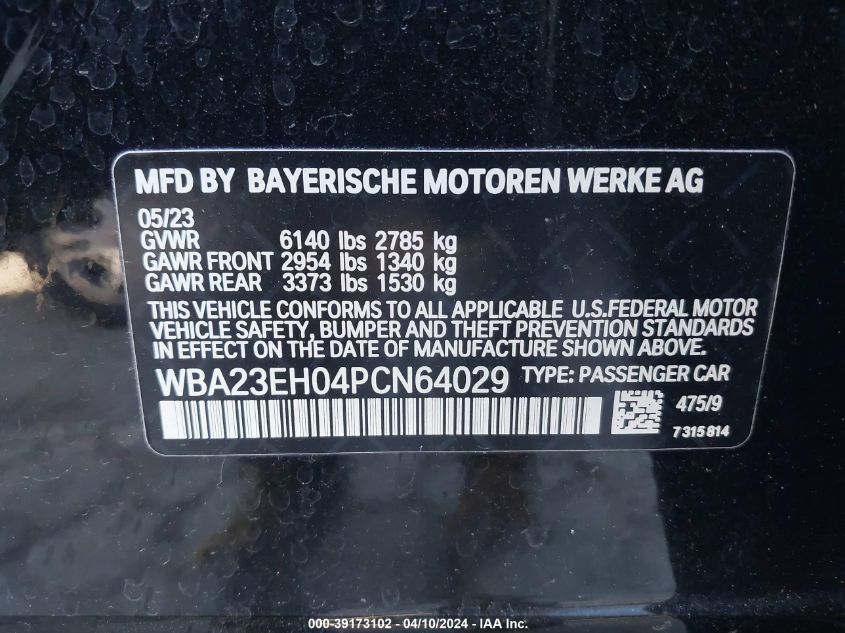 MFD BY BAYERISCHE MOTOREN WERKE AG
05/23
GVWR 6140 lbs 2785 kg
GAWR FRONT 2954 lbs 1340 kg
GAWR REAR 3373 lbs 1530 kg
THIS VEHICLE CONFORMS TO ALL APPLICABLE U.S.FEDERAL MOTOR
VEHICLE SAFETY, BUMPER AND THEFT PREVENTION STANDARDS
IN EFFECT ON THE DATE OF MANUFACTURE SHOWN ABOVE.
WBA23EH04PCN64029 TYPE: PASSENGER CAR
475/9
7315814
000-39173102 - 04/10/2024 - IAA Inc.